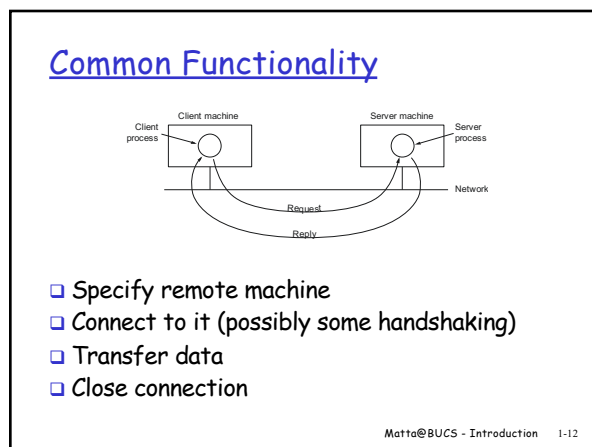 Common Functionality
Client machine
Server machine
Client
process
Server
process
Network
Request
Reply
❑ Specify remote machine
❑ Connect to it (possibly some handshaking)
❑ Transfer data
❑ Close connection
Matta@BUCS - Introduction 1-12